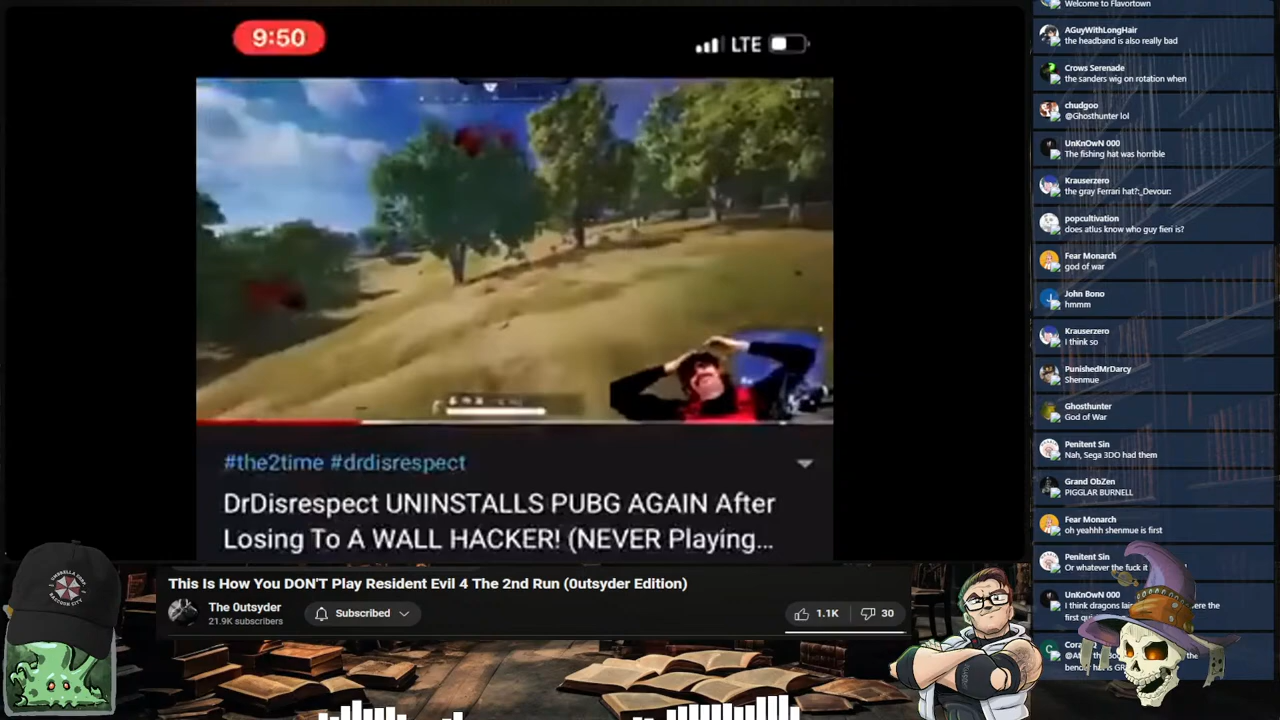 9:50
LTE
#the2time #drdisrespect
DrDisrespect UNINSTALLS PUBG AGAIN After
Losing To A WALL HACKER! (NEVER Playing...
This Is How You DON'T Play Resident Evil 4 The 2nd Run (0utsyder Edition)
The 0utsyder
21.9K subscribers
Subscribed
1.1K
30
Welcome to Flavortown
AGuyWithLongHair
the headband is also really bad
Crows Serenade
the sanders wig on rotation when
chudgoo
@Ghosthunter lol
UnKnOwN 000
The fishing hat was horrible
Krauserzero
the gray Ferrari hat?:_Devour:
popcultivation
does atlus know who guy fieri is?
Fear Monarch
god of war
John Bono
hmmm
Krauserzero
I think so
PunishedMrDarcy
Shenmue
Ghosthunter
God of War
Penitent Sin
Nah, Sega 3DO had them
Grand ObZen
PIGGLAR BURNELL
Fear Monarch
oh yeahhh shenmue is first
Penitent Sin
Or whatever the fuck it
UnKnOwN 000
I think dragons
the
first
the
UMBRELLA CORP.
RACCOON CITY